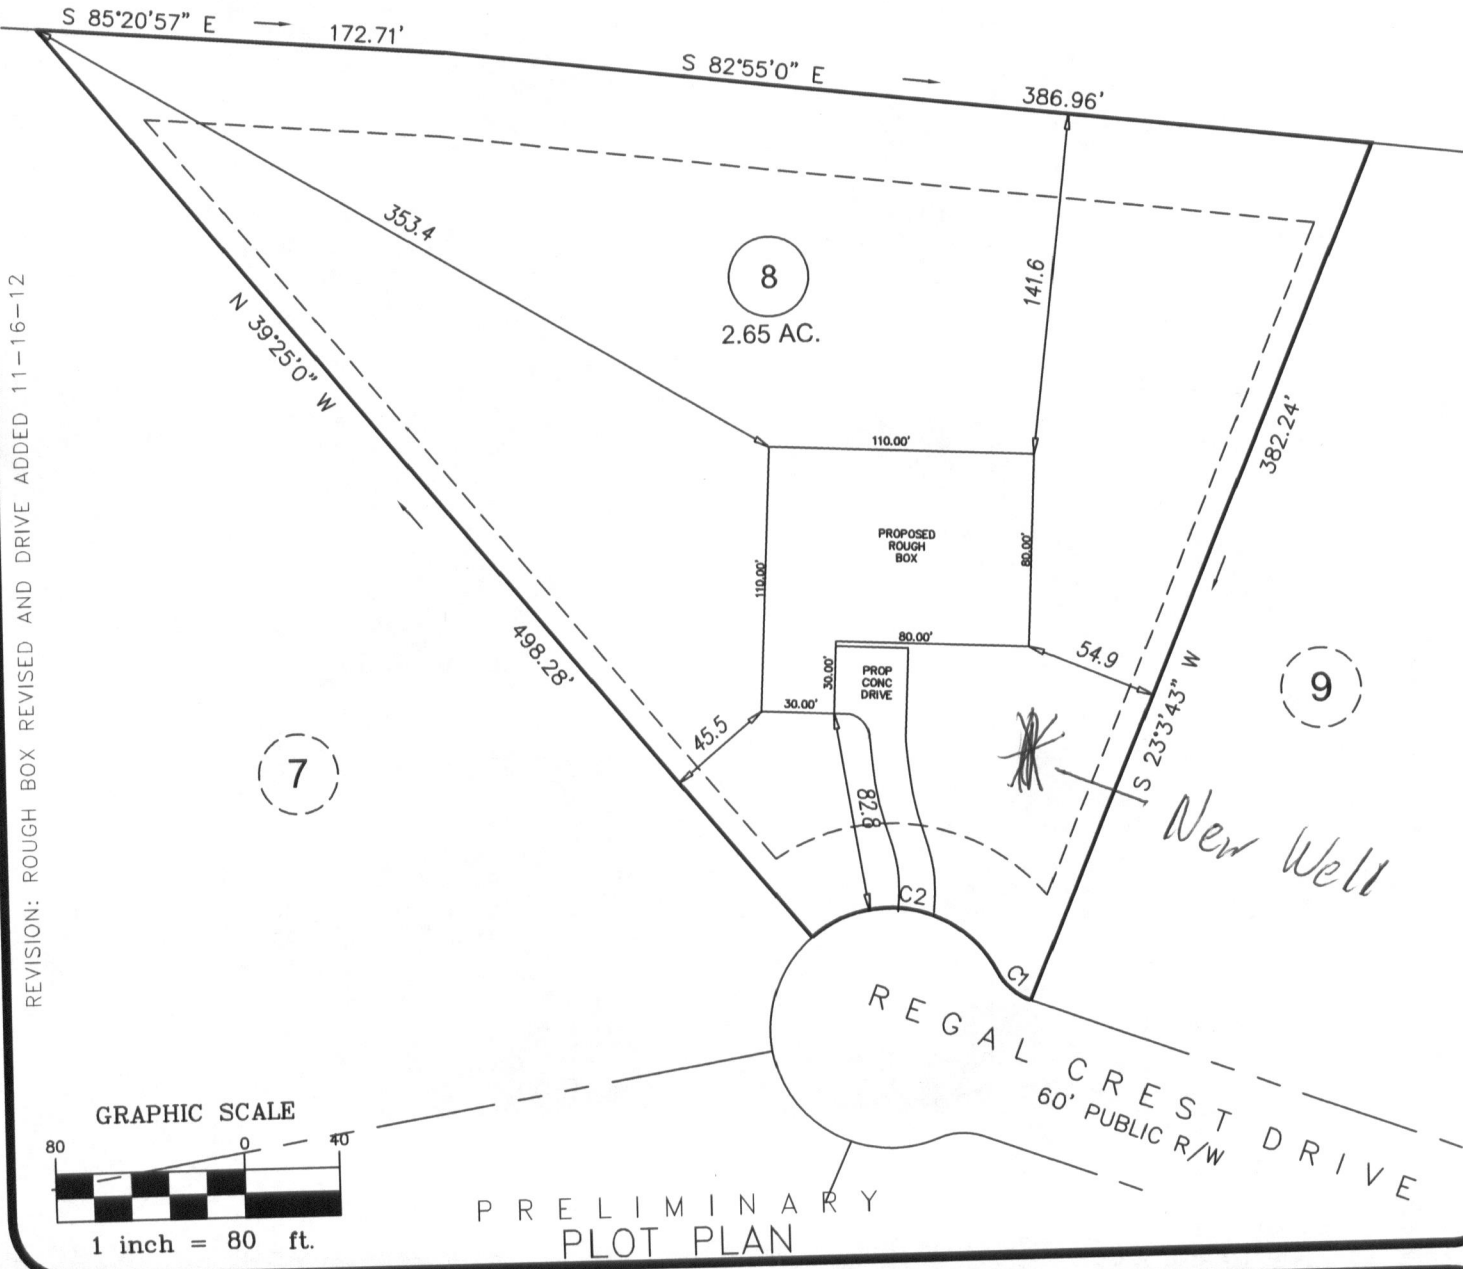 S 85°20'57" E
172.71'
S 82°55'0" E
386.96'
353.4
8
2.65 AC.
141.6
N 39°25'0" W
382.24'
REVISION: ROUGH BOX REVISED AND DRIVE ADDED 11-16-12
110.00'
PROPOSED
ROUGH
BOX
80.00'
110.00'
498.28'
80.00'
54.9
30.00'
PROP
CONC
DRIVE
30.00'
S 23°3'43" W
9
45.5
7
82.8
New Well
C2
C1
REGAL CREST DRIVE
60' PUBLIC R/W
GRAPHIC SCALE
80 0 40
1 inch = 80 ft.
PRELIMINARY
PLOT PLAN